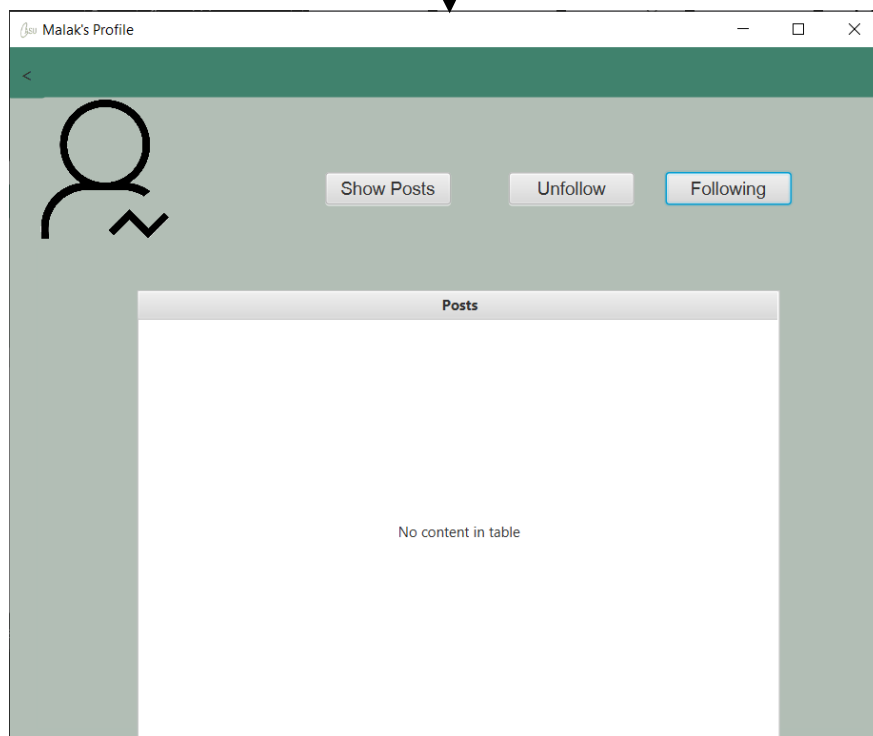 Malak's Profile
<
Show Posts Unfollow Following
Posts
No content in table